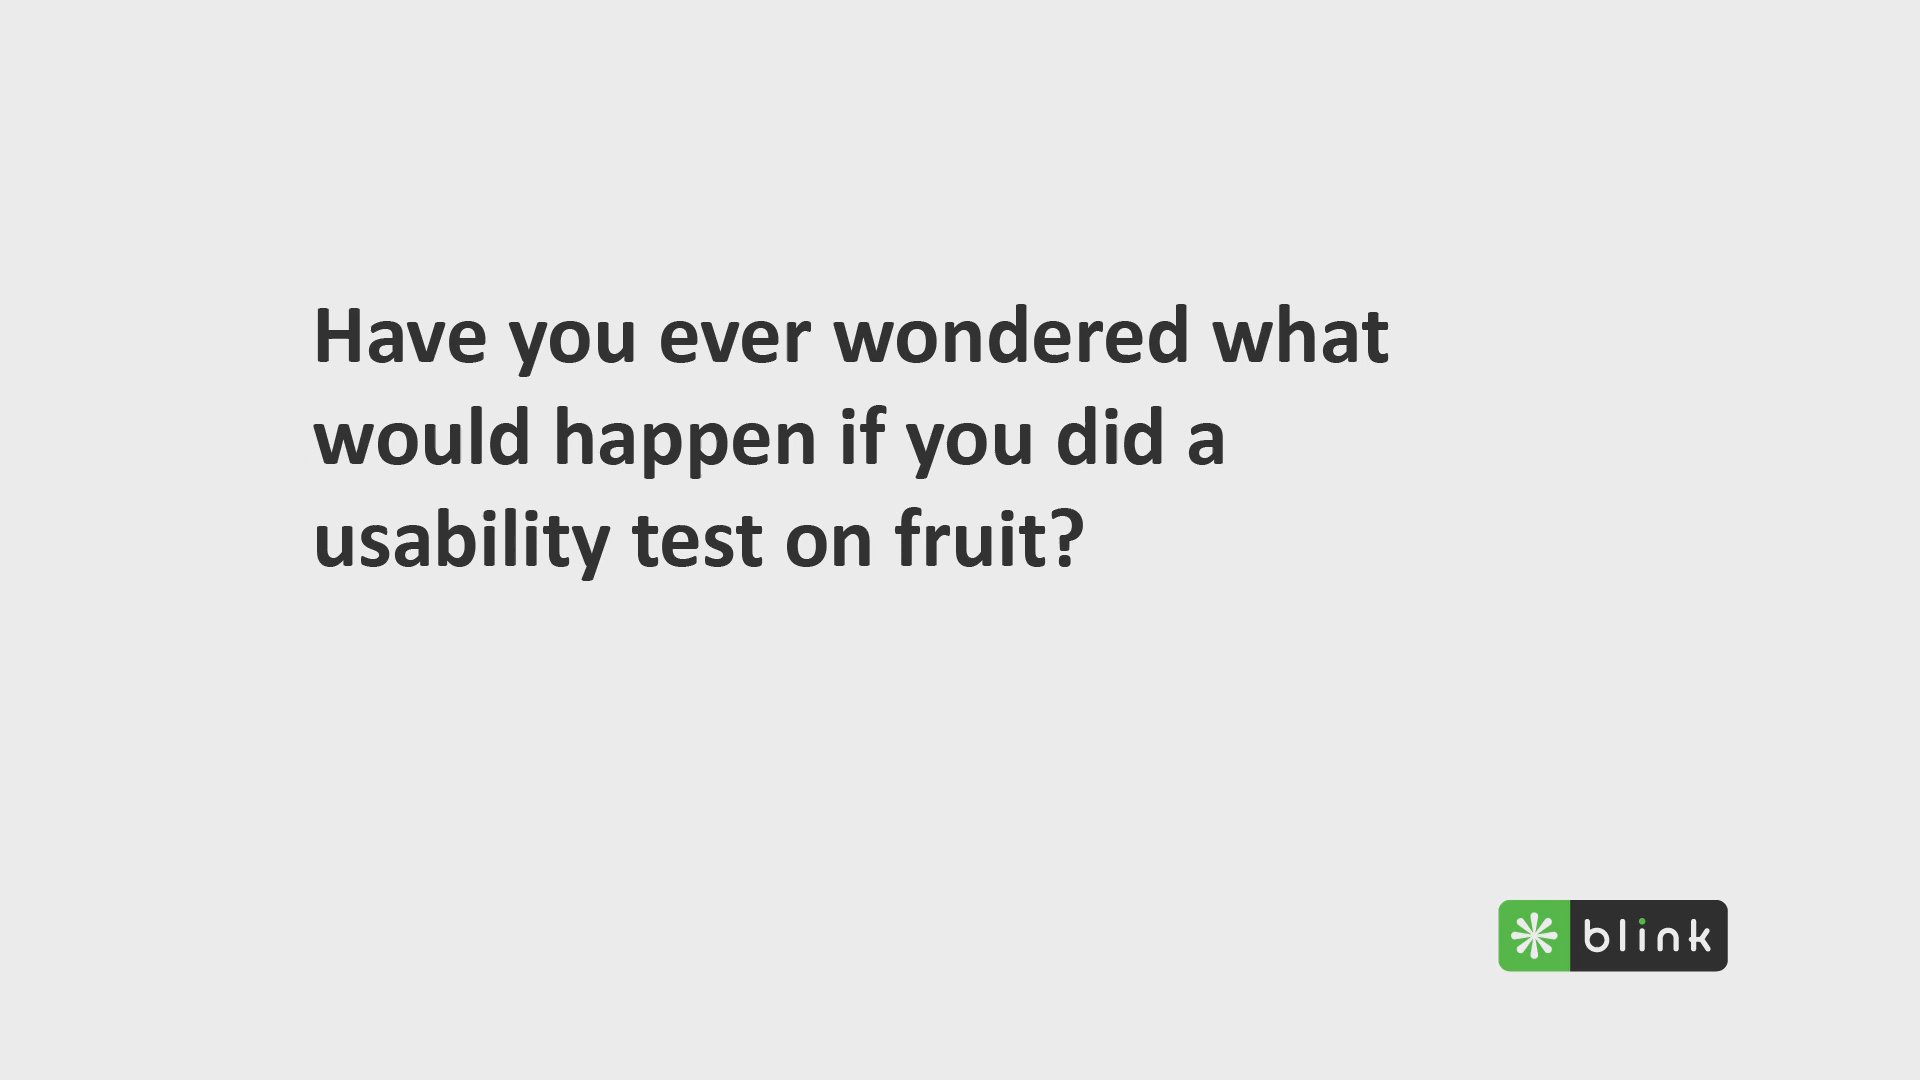 Have you ever wondered what
would happen if you did a
usability test on fruit?
blink